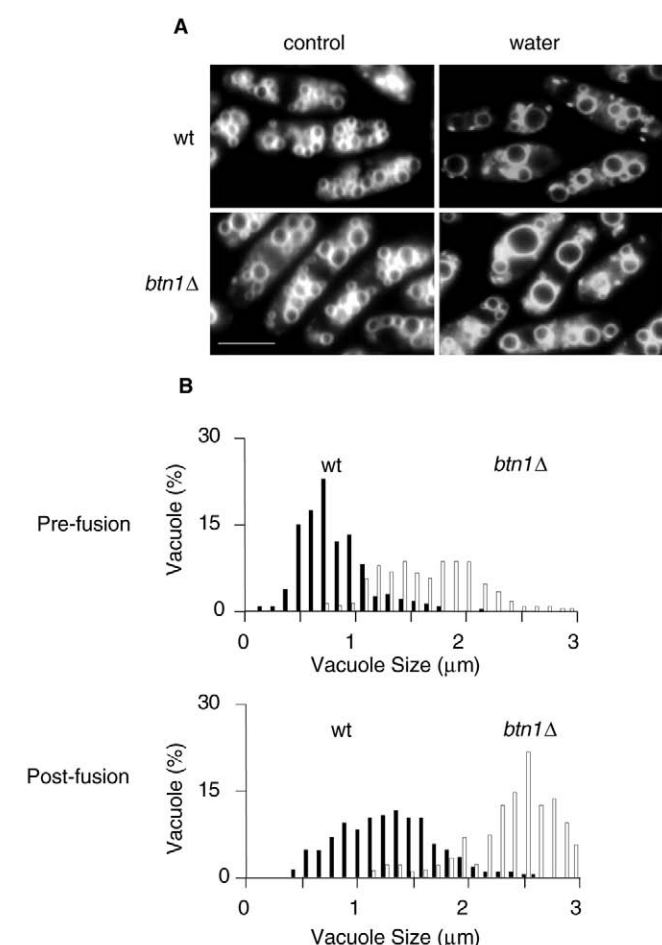 A
control water
wt
btn1Δ
B
30
wt btn1Δ
Pre-fusion
Vacuole (%)
15
0
0 1 2 3
Vacuole Size (μm)
30
wt btn1Δ
Post-fusion
Vacuole (%)
15
0
0 1 2 3
Vacuole Size (μm)